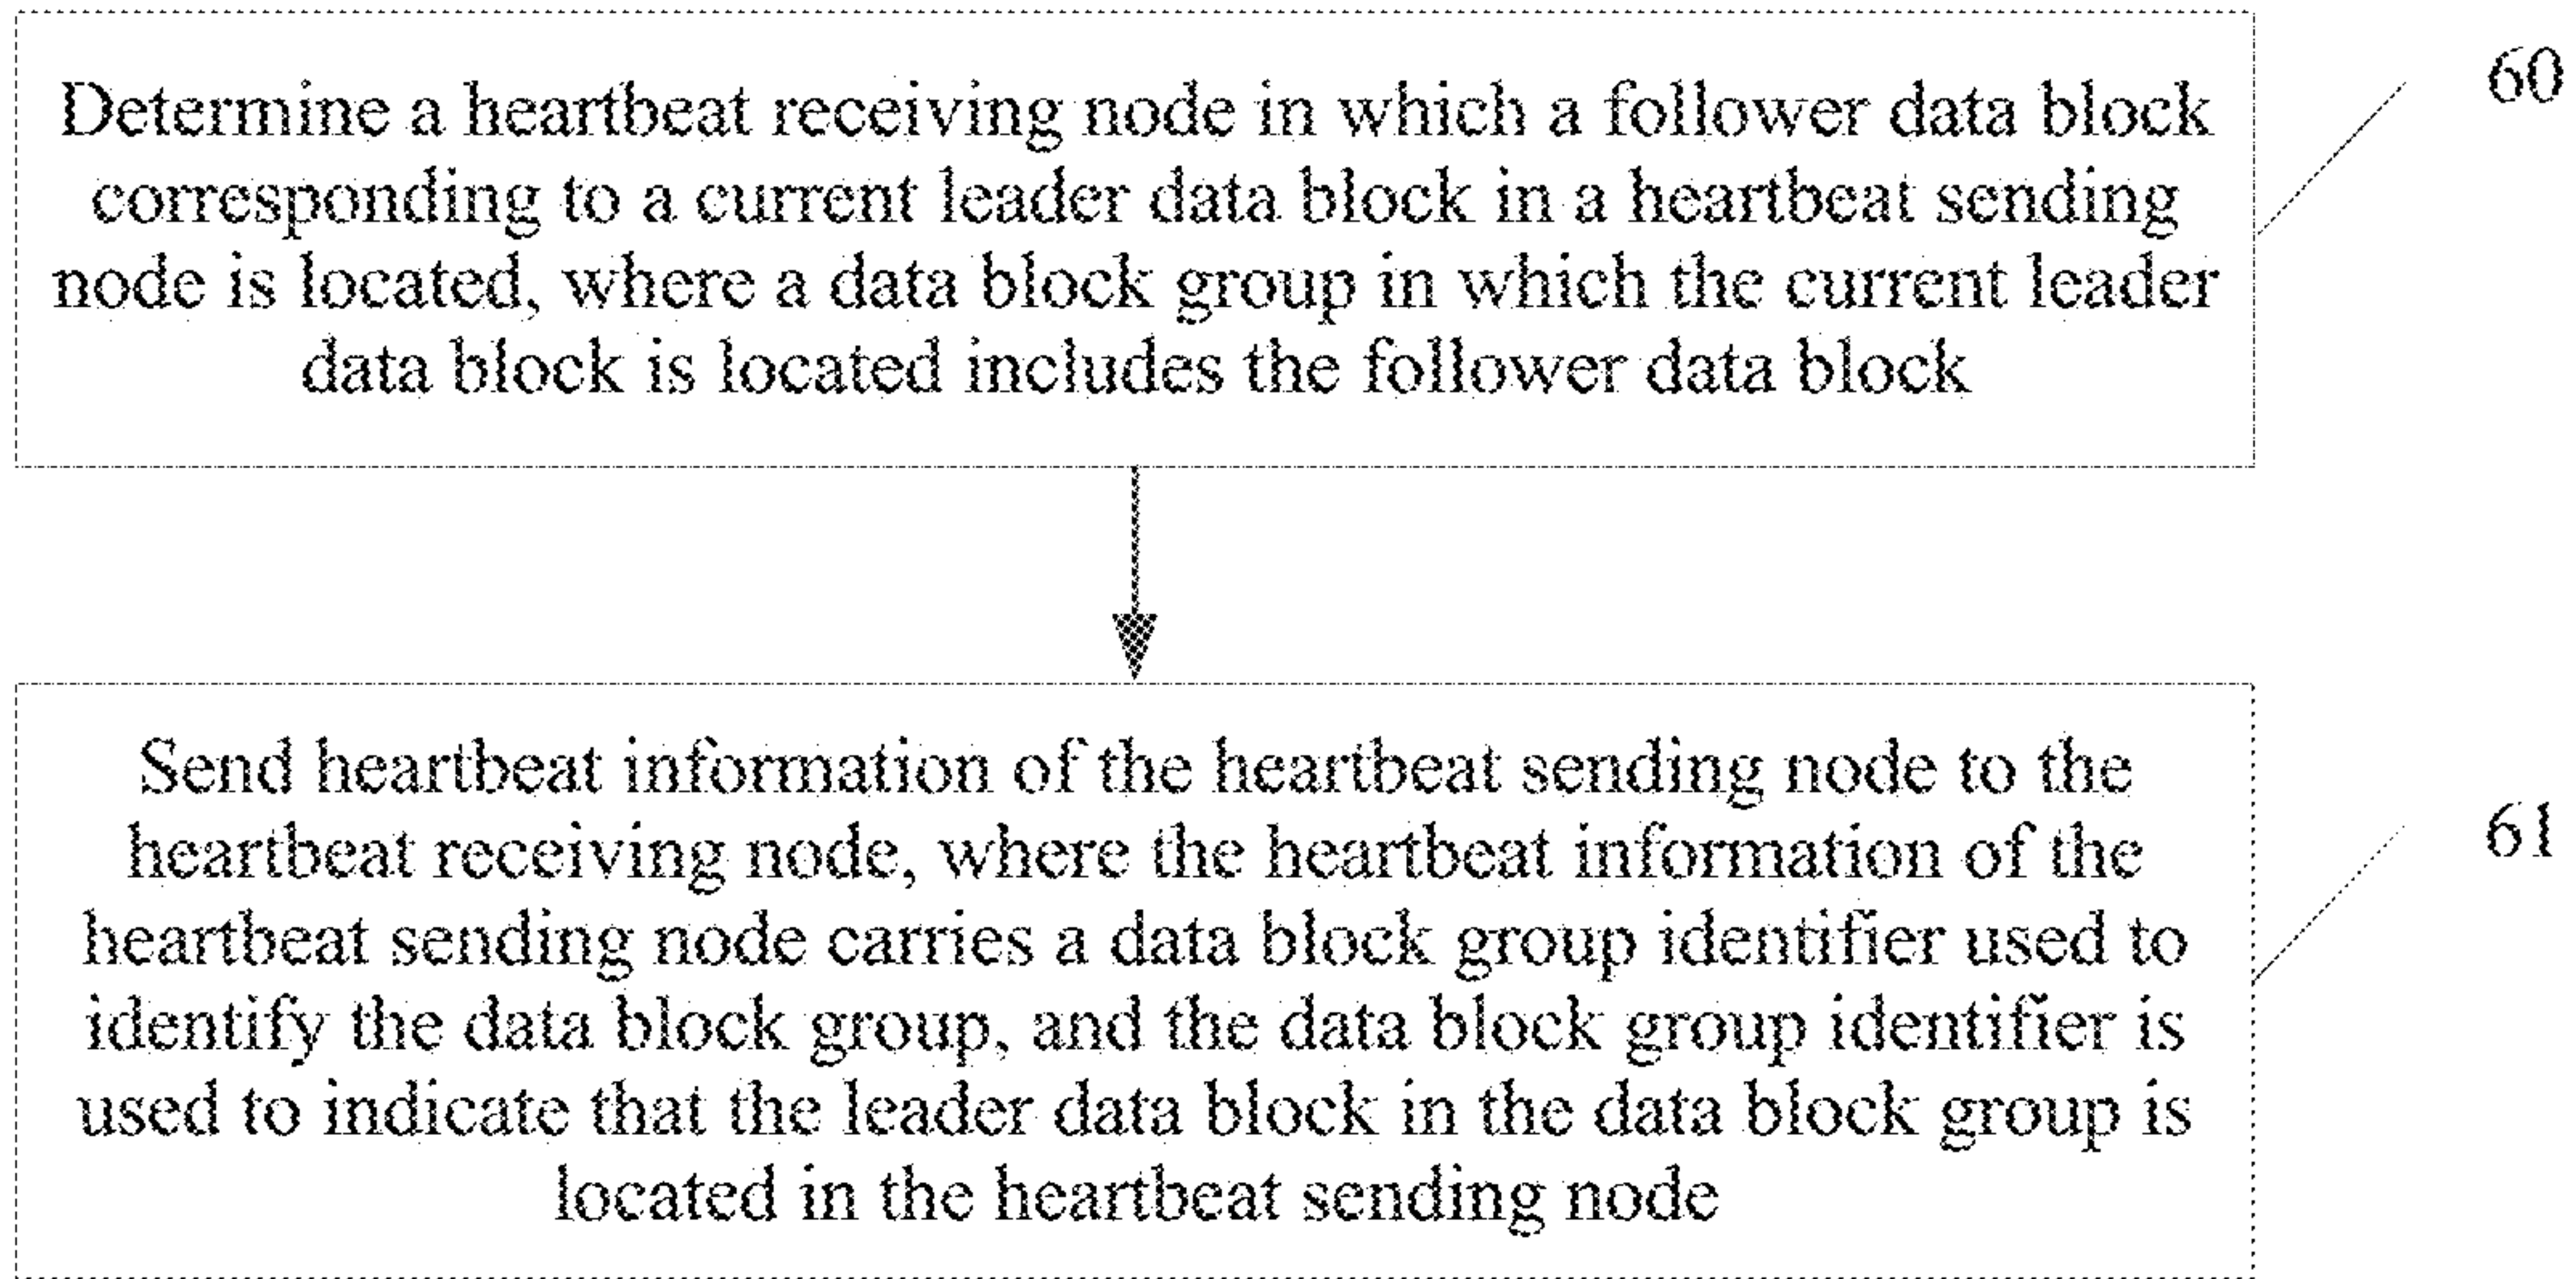 Determine a heartbeat receiving node in which a follower data block
corresponding to a current leader data block in a heartbeat sending
node is located, where a data block group in which the current leader
data block is located includes the follower data block
60
Send heartbeat information of the heartbeat sending node to the
heartbeat receiving node, where the heartbeat information of the
heartbeat sending node carries a data block group identifier used to
identify the data block group, and the data block group identifier is
used to indicate that the leader data block in the data block group is
located in the heartbeat sending node
61